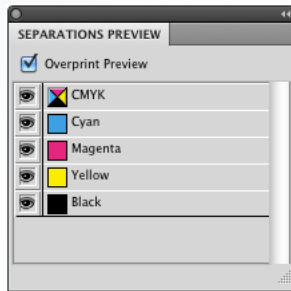 SEPARATIONS PREVIEW
Overprint Preview
CMYK
Cyan
Magenta
Yellow
Black